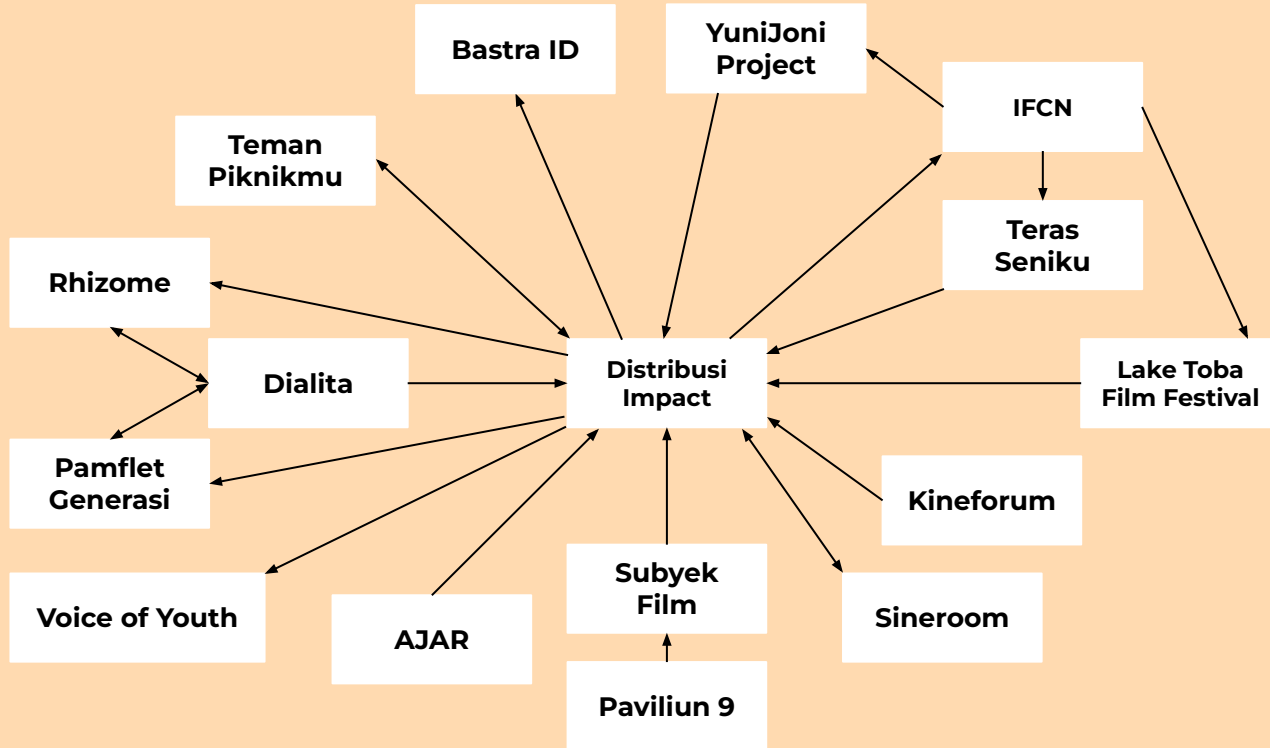 Bastra ID
YuniJoni
Project
IFCN
Teman
Piknikmu
Teras
Seniku
Rhizome
Dialita
Distribusi
Impact
Lake Toba
Film Festival
Pamflet
Generasi
Kineforum
Voice of Youth
AJAR
Subyek
Film
Sineroom
Paviliun 9